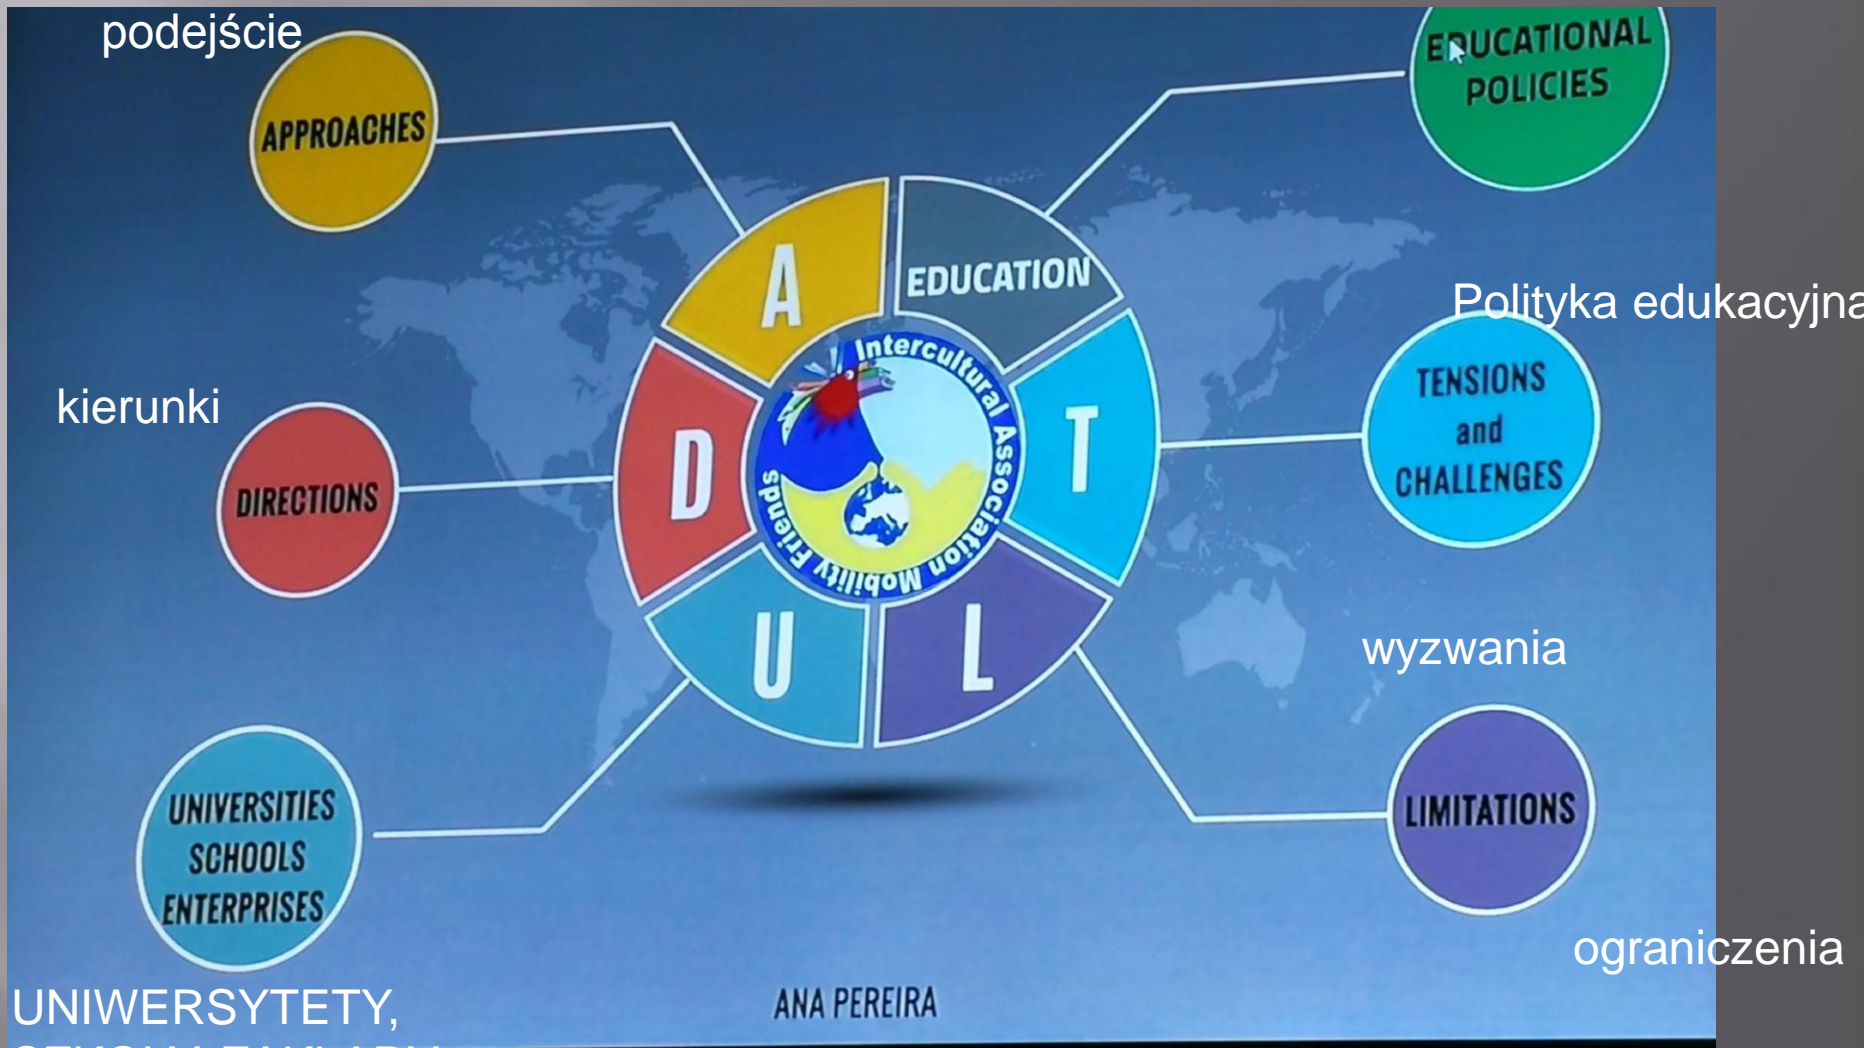 podejście
APPROACHES
EDUCATIONAL
POLICIES
A
EDUCATION
Polityka edukacyjna
kierunki
DIRECTIONS
D
Intercultural Association Mobility Friends
T
TENSIONS
and
CHALLENGES
U
L
wyzwania
UNIVERSITIES
SCHOOLS
ENTERPRISES
LIMITATIONS
ograniczenia
ANA PEREIRA
UNIWERSYTETY,